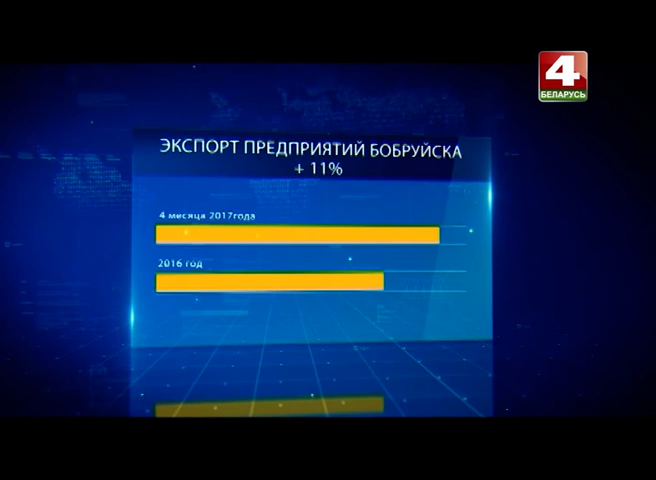 4
БЕЛАРУСЬ
ЭКСПОРТ ПРЕДПРИЯТИЙ БОБРУЙСКА
+ 11%
4 месяца 2017года
2016 год